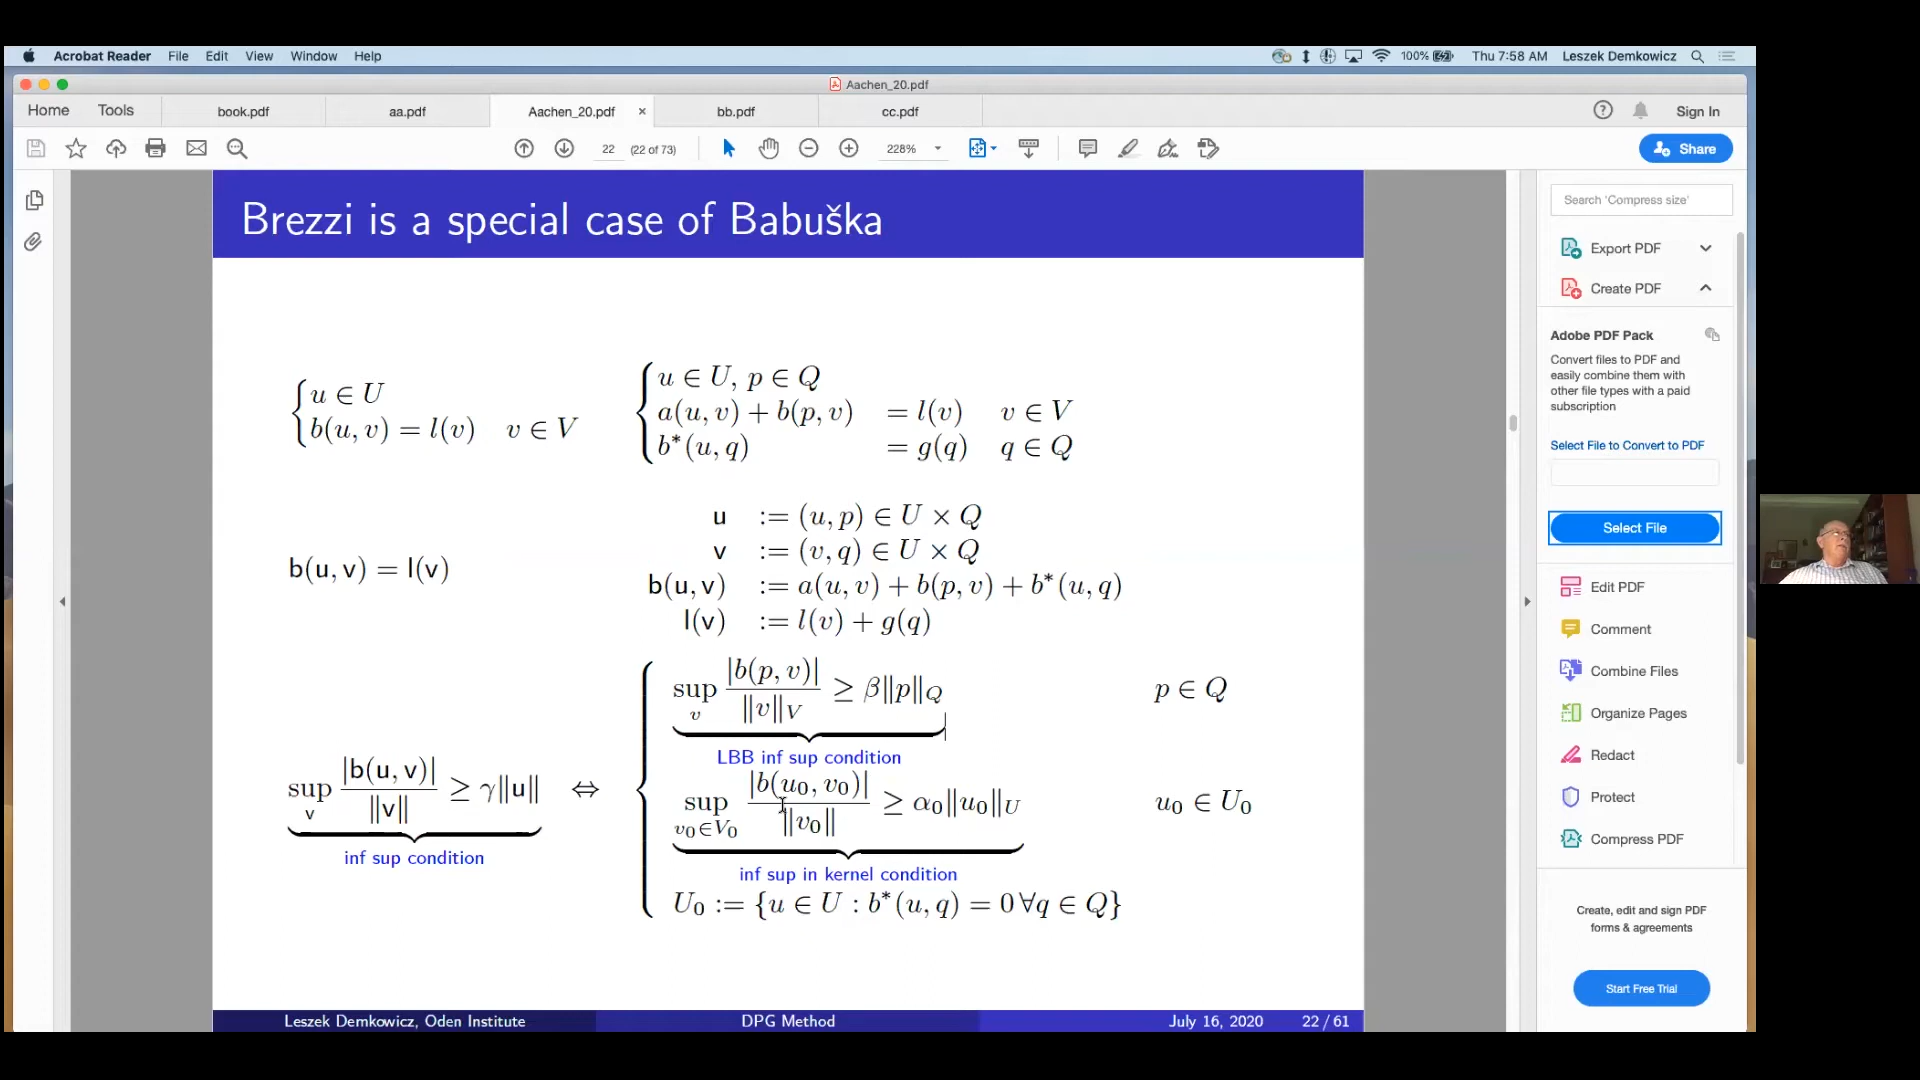 Acrobat Reader File Edit View Window Help 100% Thu 7:58 AM Leszek Demkowicz
Aachen_20.pdf
Home Tools book.pdf aa.pdf Aachen_20.pdf × bb.pdf cc.pdf Sign In
22 (22 of 73) 228% Share
Brezzi is a special case of Babuška
{ u ∈ U
b(u, v) = l(v) v ∈ V
{ u ∈ U, p ∈ Q
a(u, v) + b(p, v) = l(v) v ∈ V
b*(u, q) = g(q) q ∈ Q
b(u, v) = l(v)
u := (u, p) ∈ U × Q
v := (v, q) ∈ U × Q
b(u, v) := a(u, v) + b(p, v) + b*(u, q)
l(v) := l(v) + g(q)
sup_v |b(u, v)| / ‖v‖ ≥ γ‖u‖ ⇔
inf sup condition
sup_v |b(p, v)| / ‖v‖_V ≥ β‖p‖_Q p ∈ Q
LBB inf sup condition
sup_{v₀∈V₀} |b(u₀, v₀)| / ‖v₀‖ ≥ α₀‖u₀‖_U u₀ ∈ U₀
inf sup in kernel condition
U₀ := {u ∈ U : b*(u, q) = 0 ∀q ∈ Q}
Leszek Demkowicz, Oden Institute DPG Method July 16, 2020 22 / 61
Search 'Compress size'
Export PDF
Create PDF
Adobe PDF Pack
Convert files to PDF and
easily combine them with
other file types with a paid
subscription
Select File to Convert to PDF
Select File
Edit PDF
Comment
Combine Files
Organize Pages
Redact
Protect
Compress PDF
Create, edit and sign PDF
forms & agreements
Start Free Trial